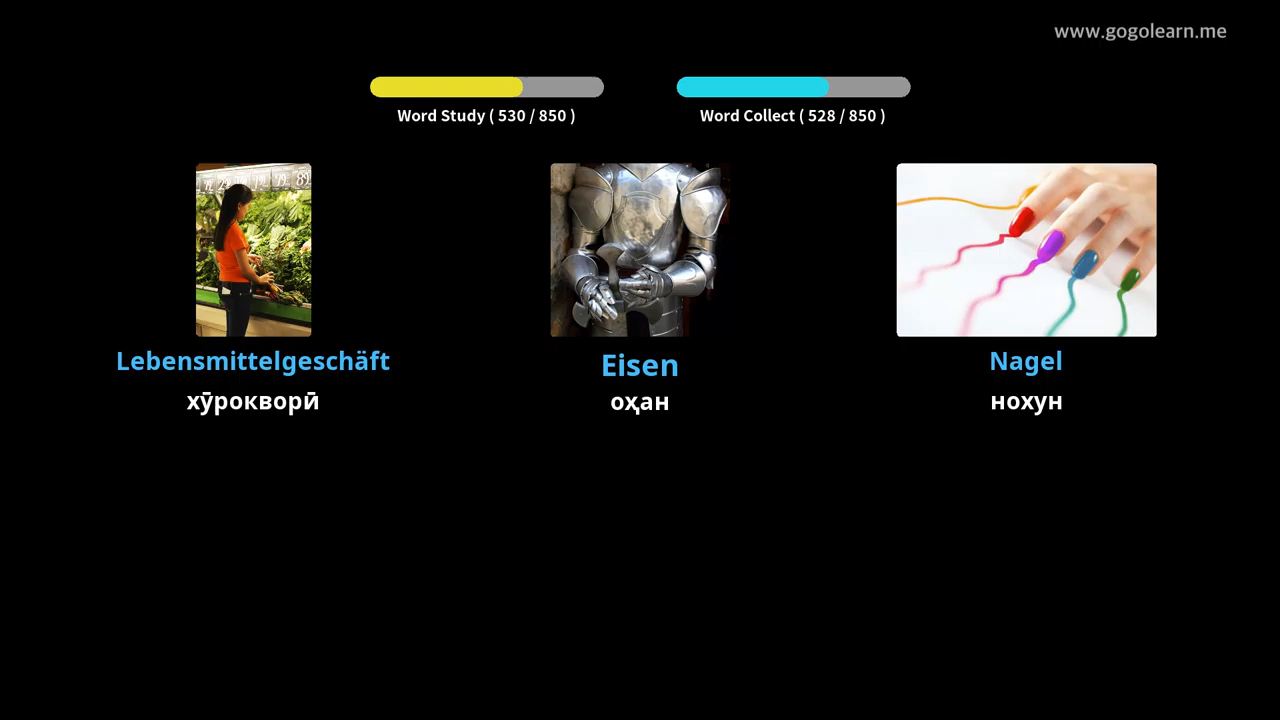 www.gogolearn.me
Word Study ( 530 / 850 )
Word Collect ( 528 / 850 )
Lebensmittelgeschäft
хӯрокворӣ
Eisen
оҳан
Nagel
нохун